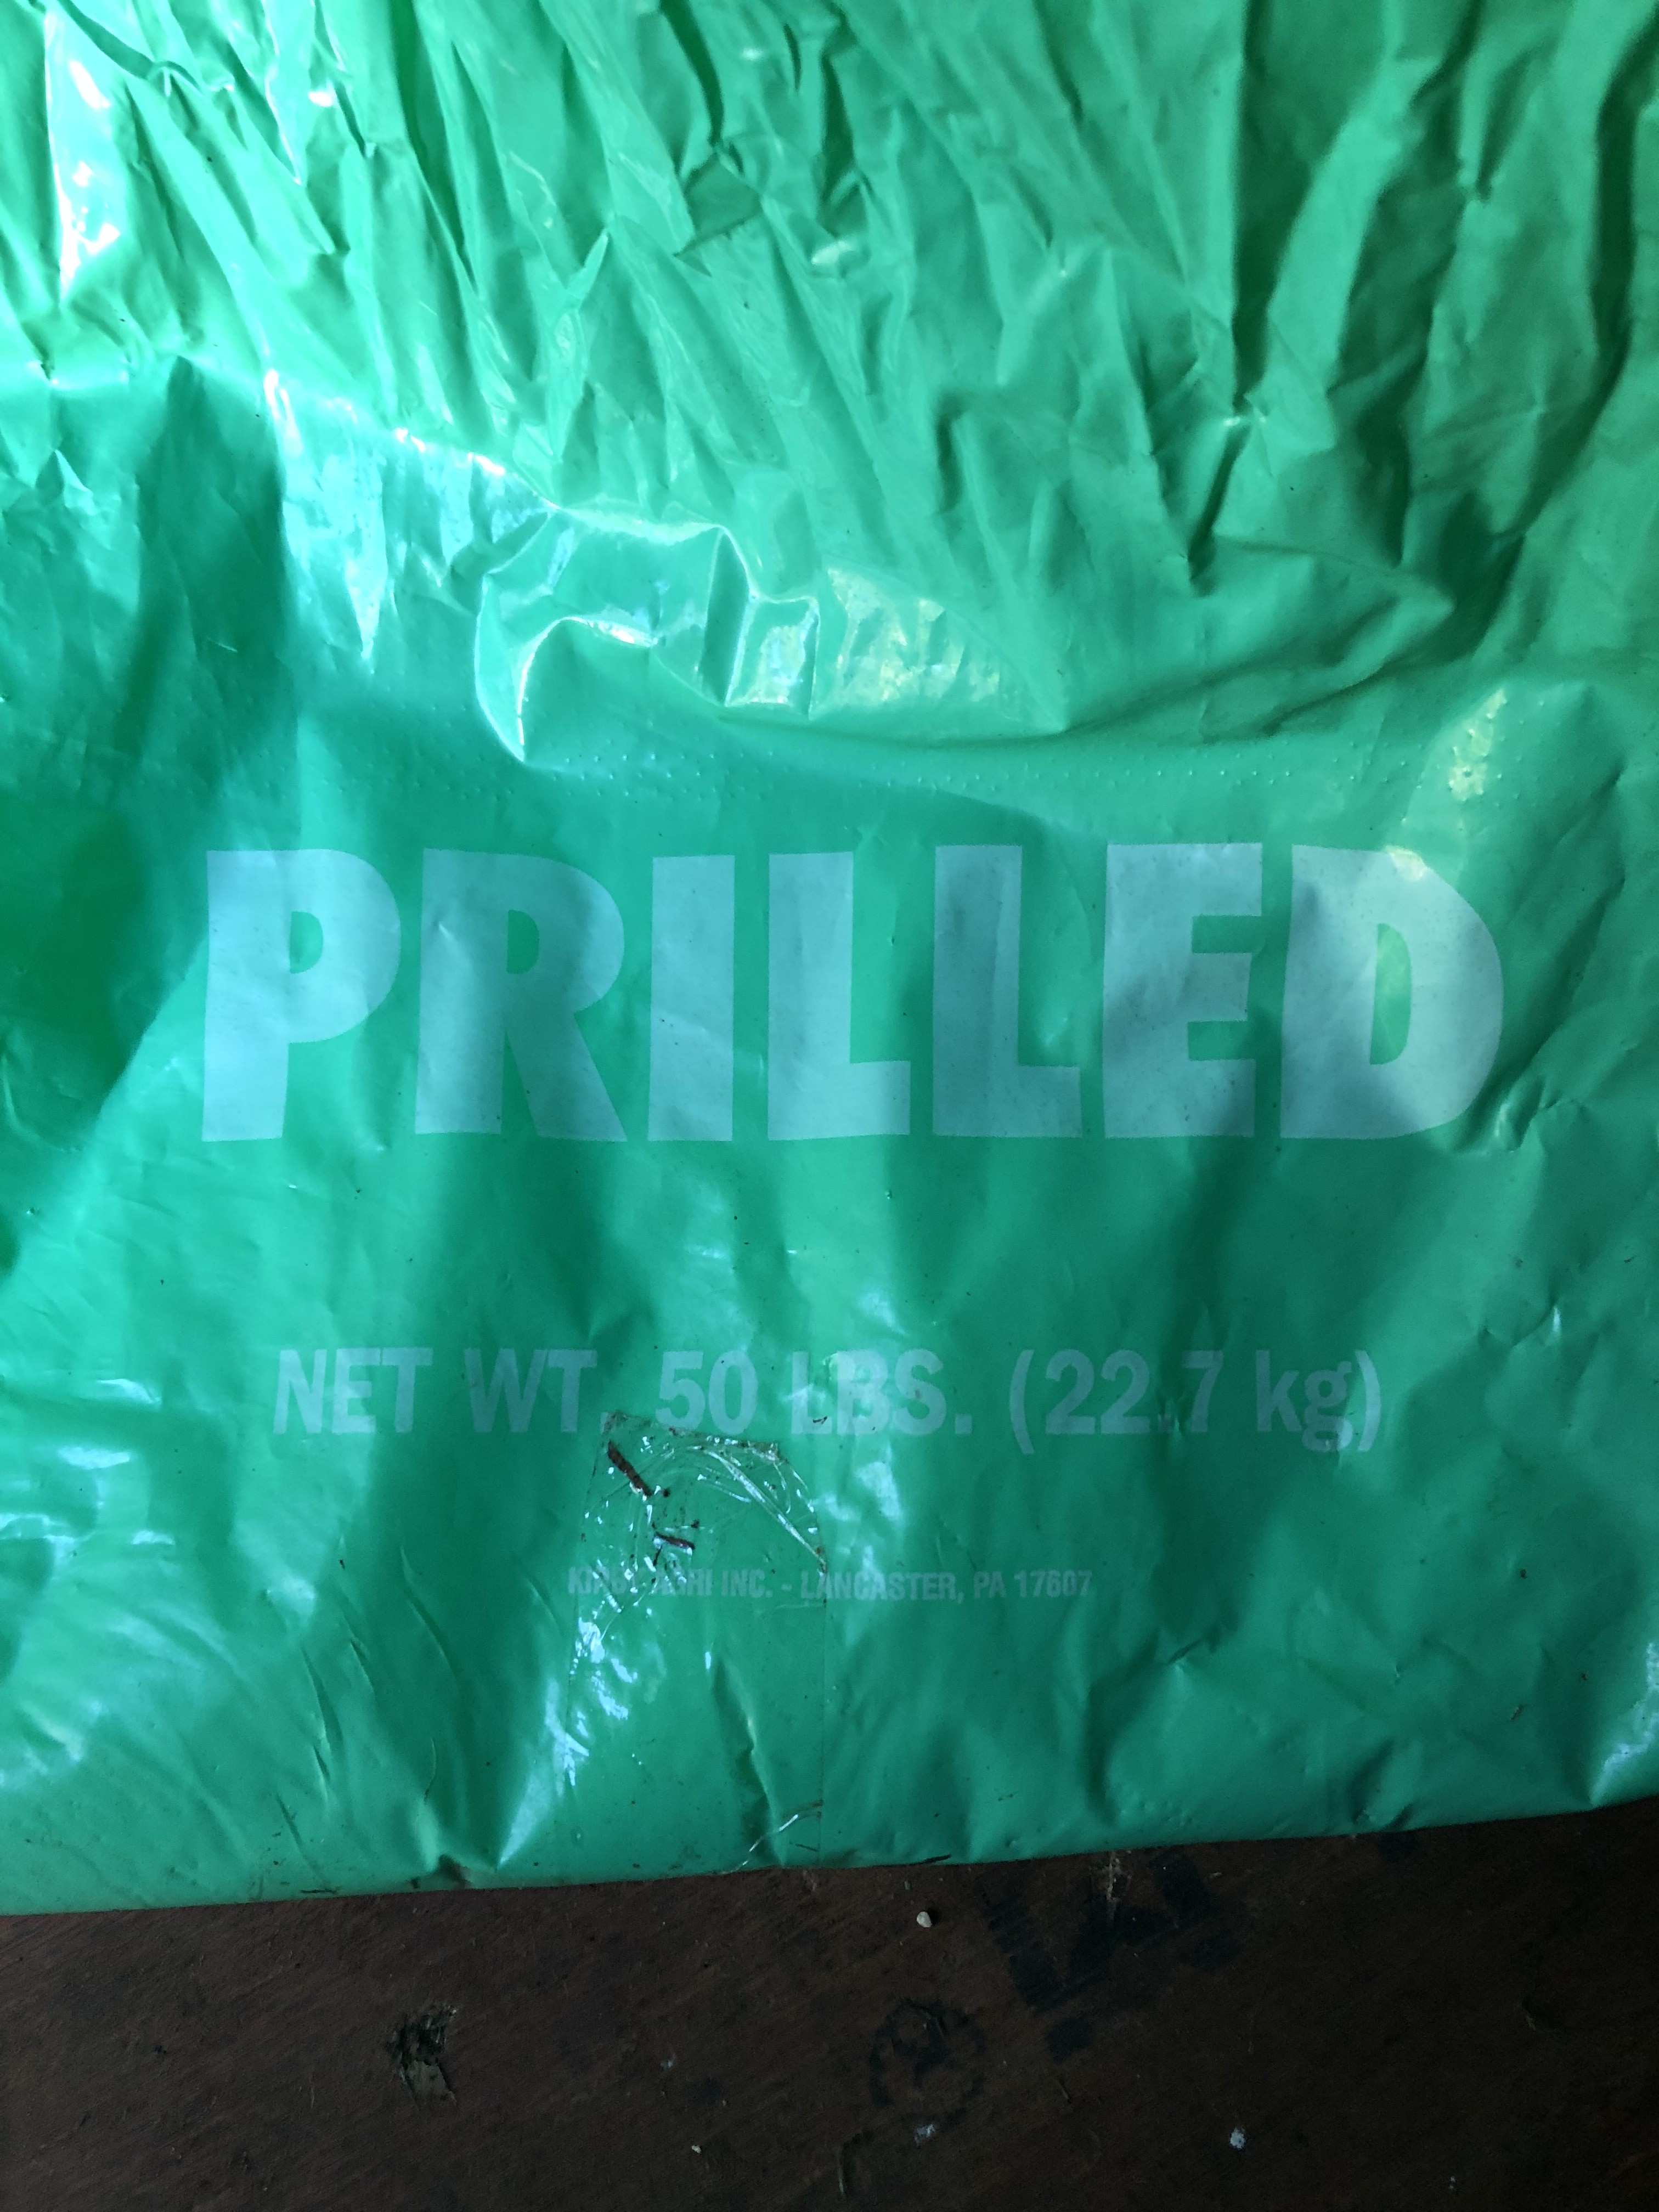 PRILLED
NET WT. 50 LBS. (22.7 kg)
INC. - LANCASTER, PA 17607